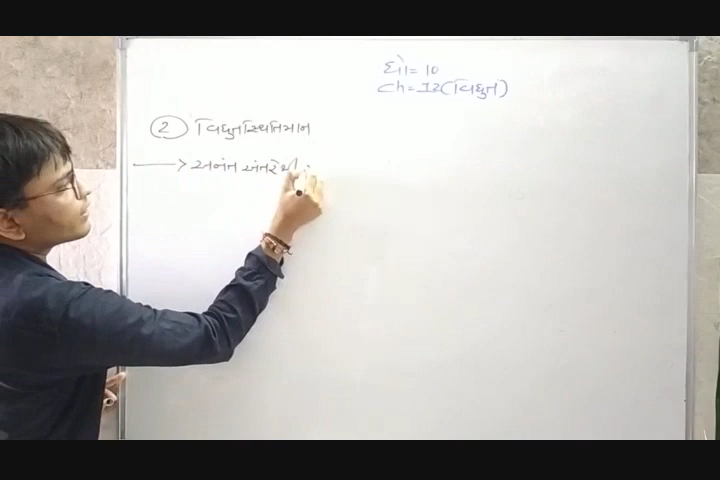 ધો = 10
Ch = 12 (વિદ્યુત)
2 વિદ્યુતસ્થિતિમાન
→ અનંત અંતરેથી